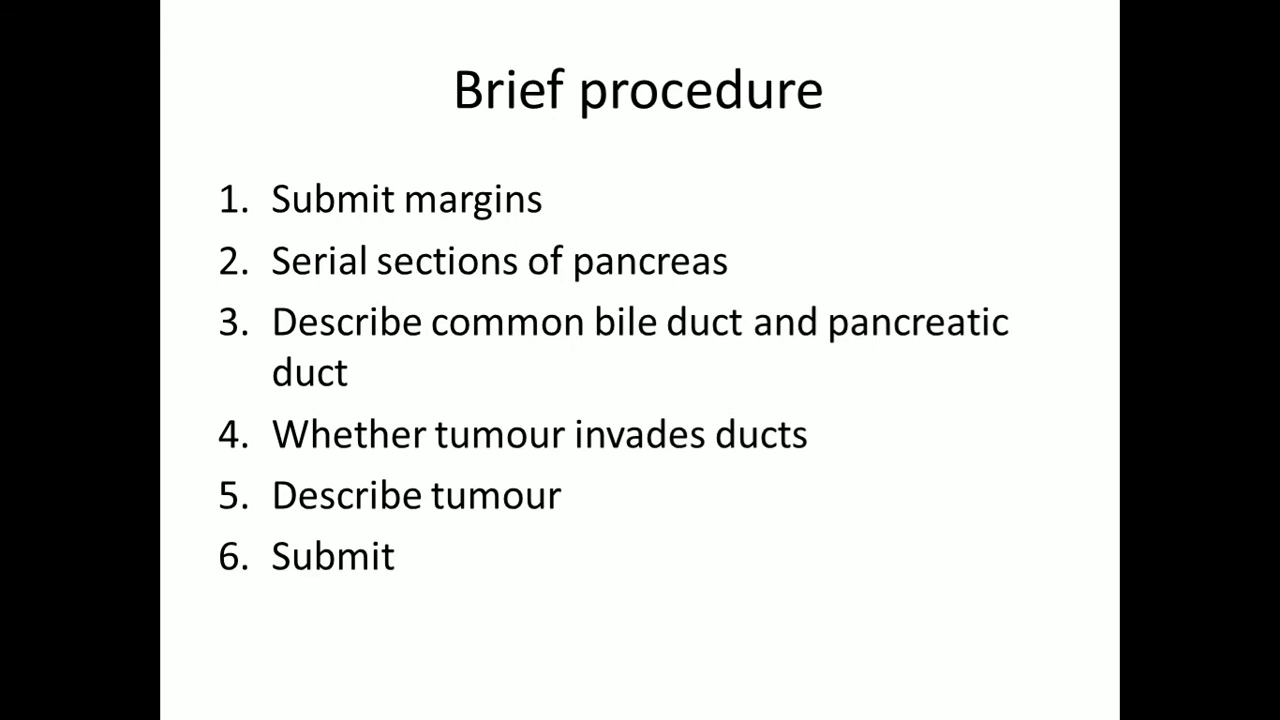 Brief procedure
1. Submit margins
2. Serial sections of pancreas
3. Describe common bile duct and pancreatic
duct
4. Whether tumour invades ducts
5. Describe tumour
6. Submit